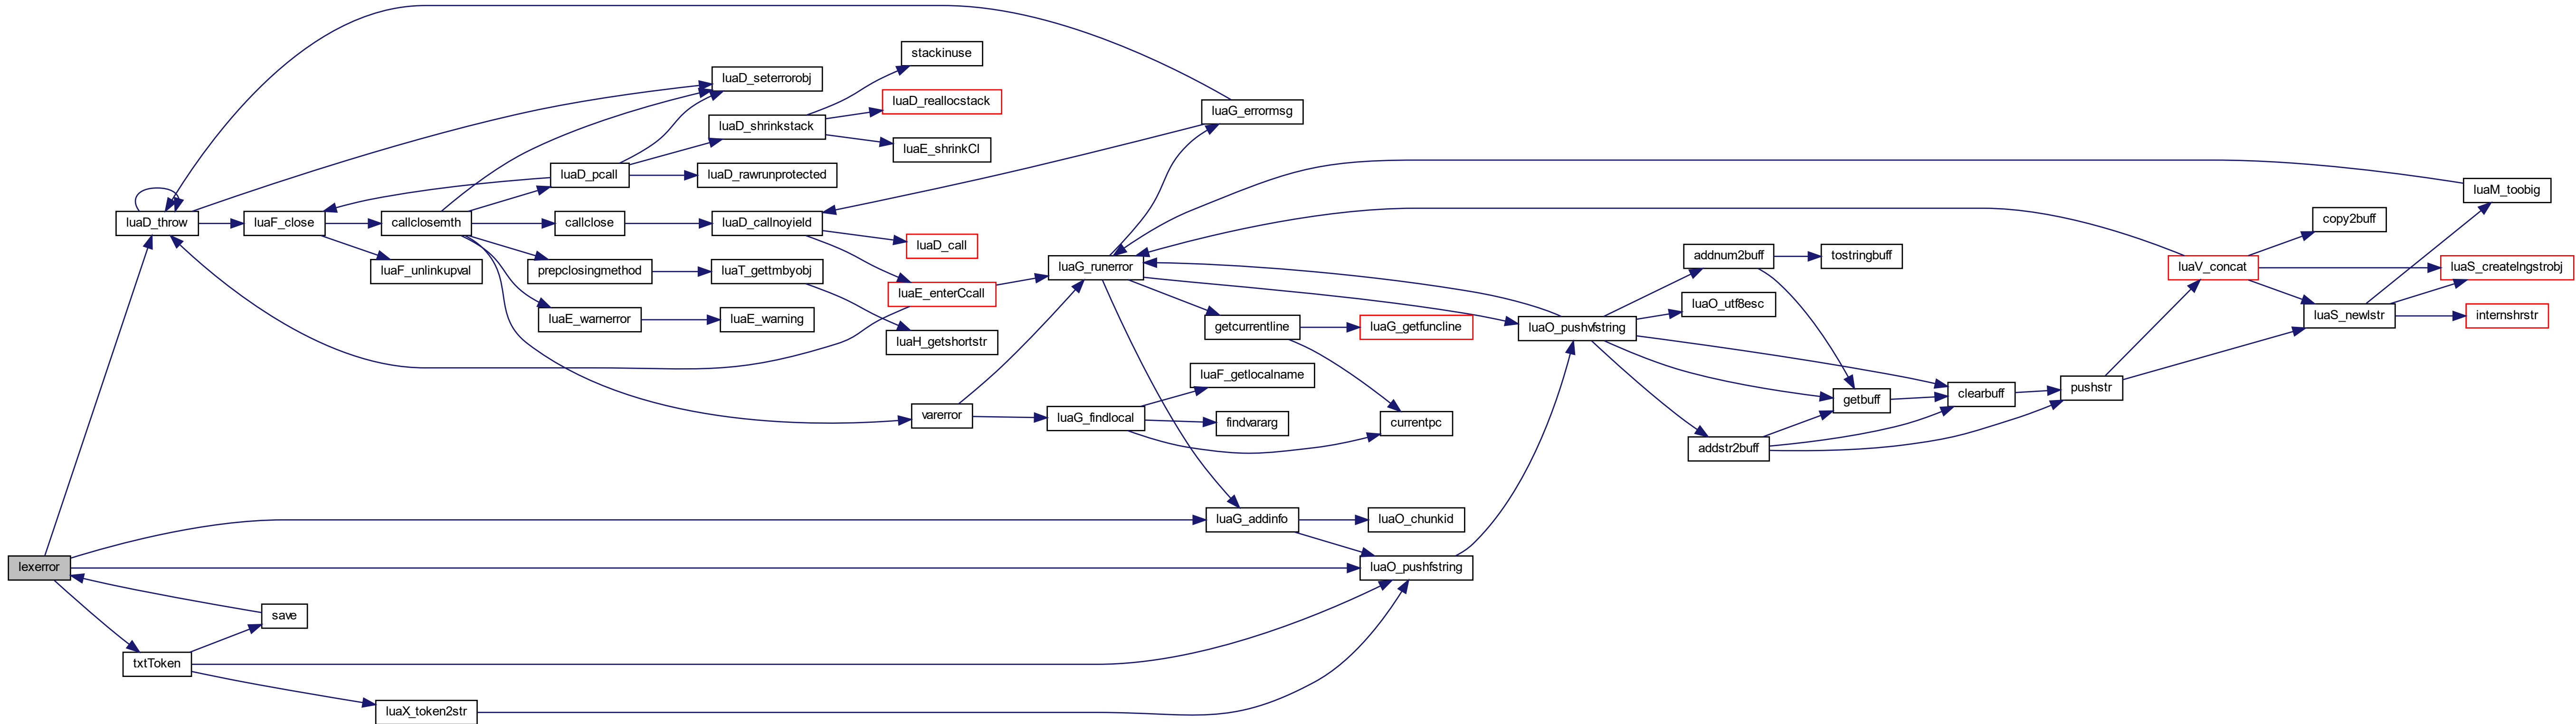 stackinuse
luaD_seterrorobj
luaD_reallocstack
luaG_errormsg
luaD_shrinkstack
luaE_shrinkCI
luaD_pcall
luaD_rawrunprotected
luaM_toobig
luaD_throw
luaF_close
callclosemth
callclose
luaD_callnoyield
copy2buff
luaD_call
addnum2buff
tostringbuff
luaF_unlinkupval
prepclosingmethod
luaT_gettmbyobj
luaG_runerror
luaV_concat
luaS_createlngstrobj
luaE_enterCcall
luaO_utf8esc
luaE_warnerror
luaE_warning
getcurrentline
luaG_getfuncline
luaO_pushvfstring
luaS_newlstr
internshrstr
luaH_getshortstr
luaF_getlocalname
pushstr
clearbuff
getbuff
varerror
luaG_findlocal
findvararg
currentpc
addstr2buff
luaG_addinfo
luaO_chunkid
lexerror
luaO_pushfstring
save
txtToken
luaX_token2str